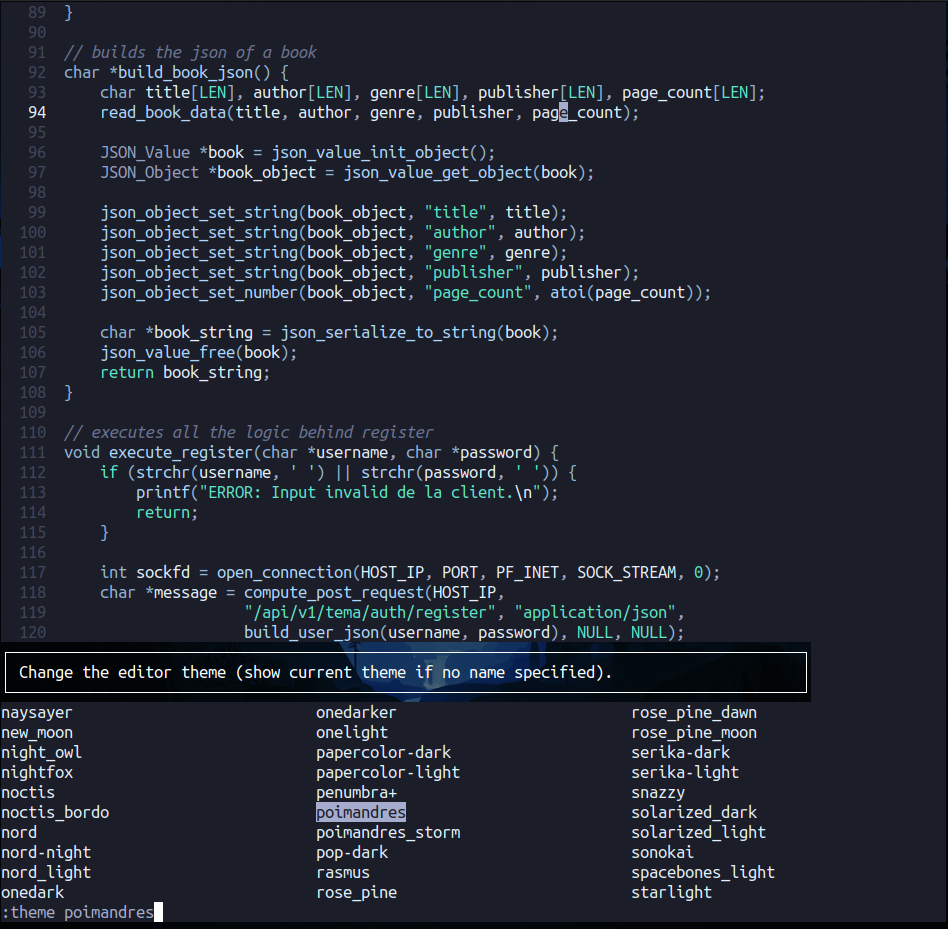 89 }
90
91 // builds the json of a book
92 char *build_book_json() {
93     char title[LEN], author[LEN], genre[LEN], publisher[LEN], page_count[LEN];
94     read_book_data(title, author, genre, publisher, page_count);
95
96     JSON_Value *book = json_value_init_object();
97     JSON_Object *book_object = json_value_get_object(book);
98
99     json_object_set_string(book_object, "title", title);
100     json_object_set_string(book_object, "author", author);
101     json_object_set_string(book_object, "genre", genre);
102     json_object_set_string(book_object, "publisher", publisher);
103     json_object_set_number(book_object, "page_count", atoi(page_count));
104
105     char *book_string = json_serialize_to_string(book);
106     json_value_free(book);
107     return book_string;
108 }
109
110 // executes all the logic behind register
111 void execute_register(char *username, char *password) {
112     if (strchr(username, ' ') || strchr(password, ' ')) {
113         printf("ERROR: Input invalid de la client.\n");
114         return;
115     }
116
117     int sockfd = open_connection(HOST_IP, PORT, PF_INET, SOCK_STREAM, 0);
118     char *message = compute_post_request(HOST_IP,
119                     "/api/v1/tema/auth/register", "application/json",
120                     build_user_json(username, password), NULL, NULL);
Change the editor theme (show current theme if no name specified).
naysayer onedarker rose_pine_dawn
new_moon onelight rose_pine_moon
night_owl papercolor-dark serika-dark
nightfox papercolor-light serika-light
noctis penumbra+ snazzy
noctis_bordo poimandres solarized_dark
nord poimandres_storm solarized_light
nord-night pop-dark sonokai
nord_light rasmus spacebones_light
onedark rose_pine starlight
:theme poimandres